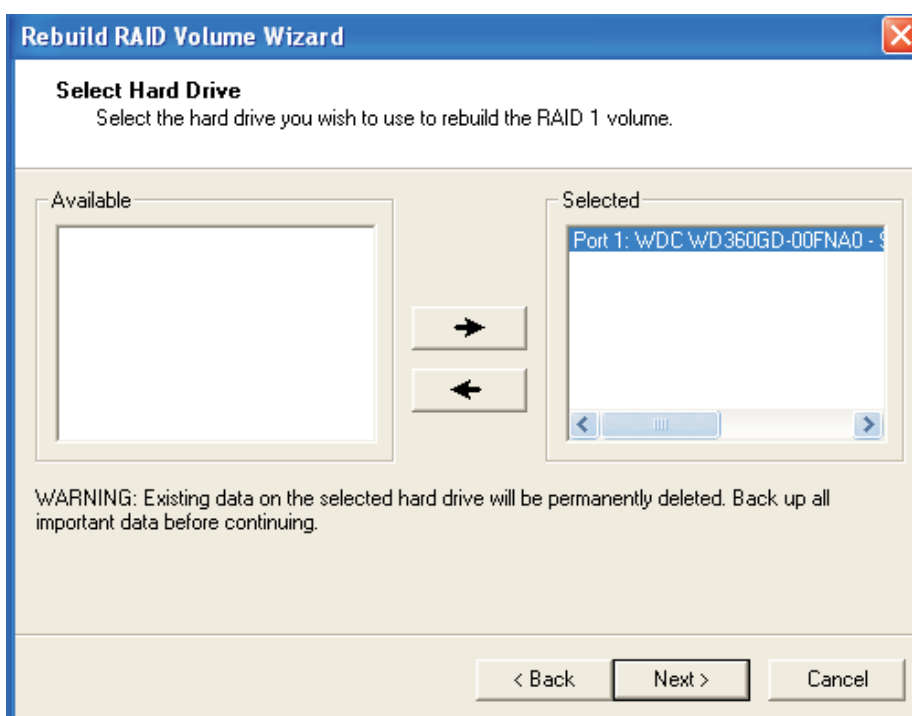 Rebuild RAID Volume Wizard
Select Hard Drive
Select the hard drive you wish to use to rebuild the RAID 1 volume.
Available
Selected
Port 1: WDC WD360GD-00FNA0 -
WARNING: Existing data on the selected hard drive will be permanently deleted. Back up all
important data before continuing.
< Back
Next >
Cancel